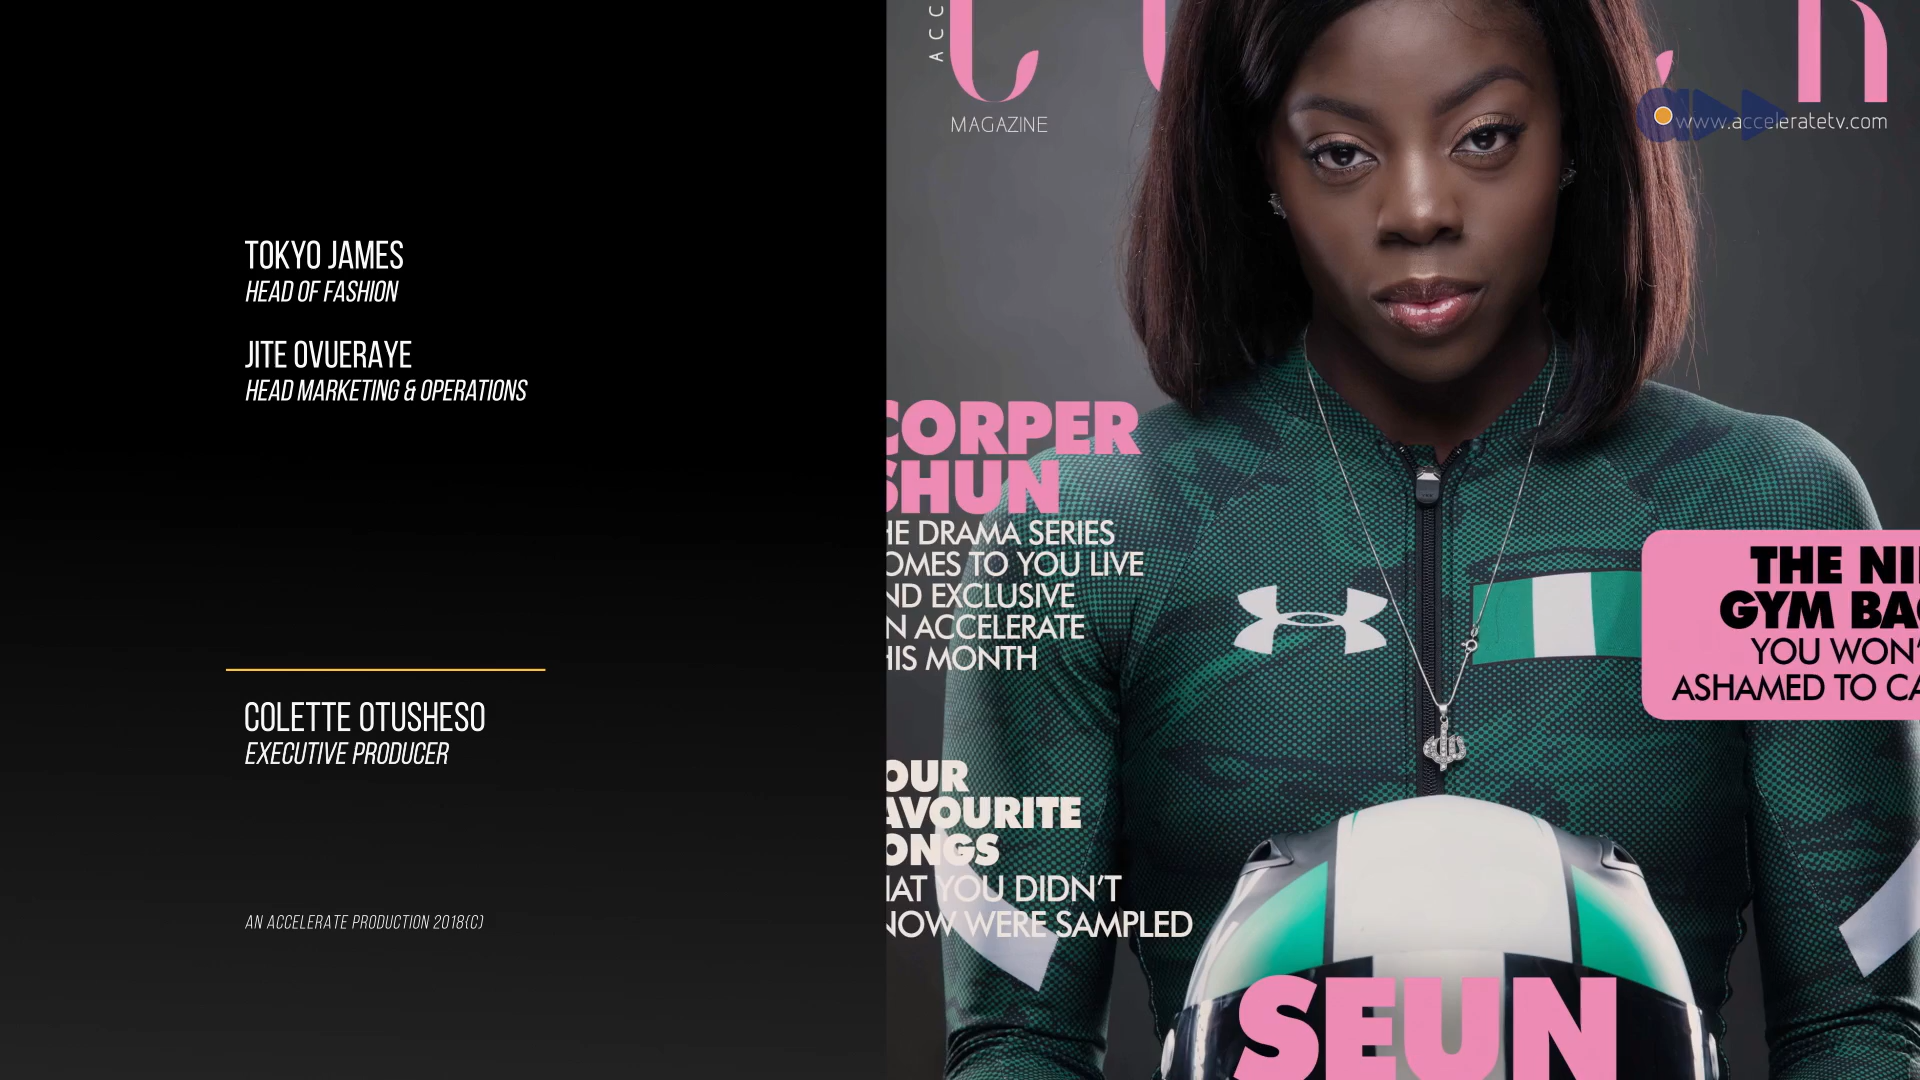 TOKYO JAMES
HEAD OF FASHION
JITE OVUERAYE
HEAD MARKETING & OPERATIONS
COLETTE OTUSHESO
EXECUTIVE PRODUCER
AN ACCELERATE PRODUCTION 2018(C)
ACC
MAGAZINE
www.acceleratetv.com
CORPER
SHUN
HE DRAMA SERIES
OMES TO YOU LIVE
ND EXCLUSIVE
N ACCELERATE
HIS MONTH
OUR
AVOURITE
ONGS
HAT YOU DIDN'T
NOW WERE SAMPLED
THE NI
GYM BA
YOU WON'
ASHAMED TO CA
SEUN